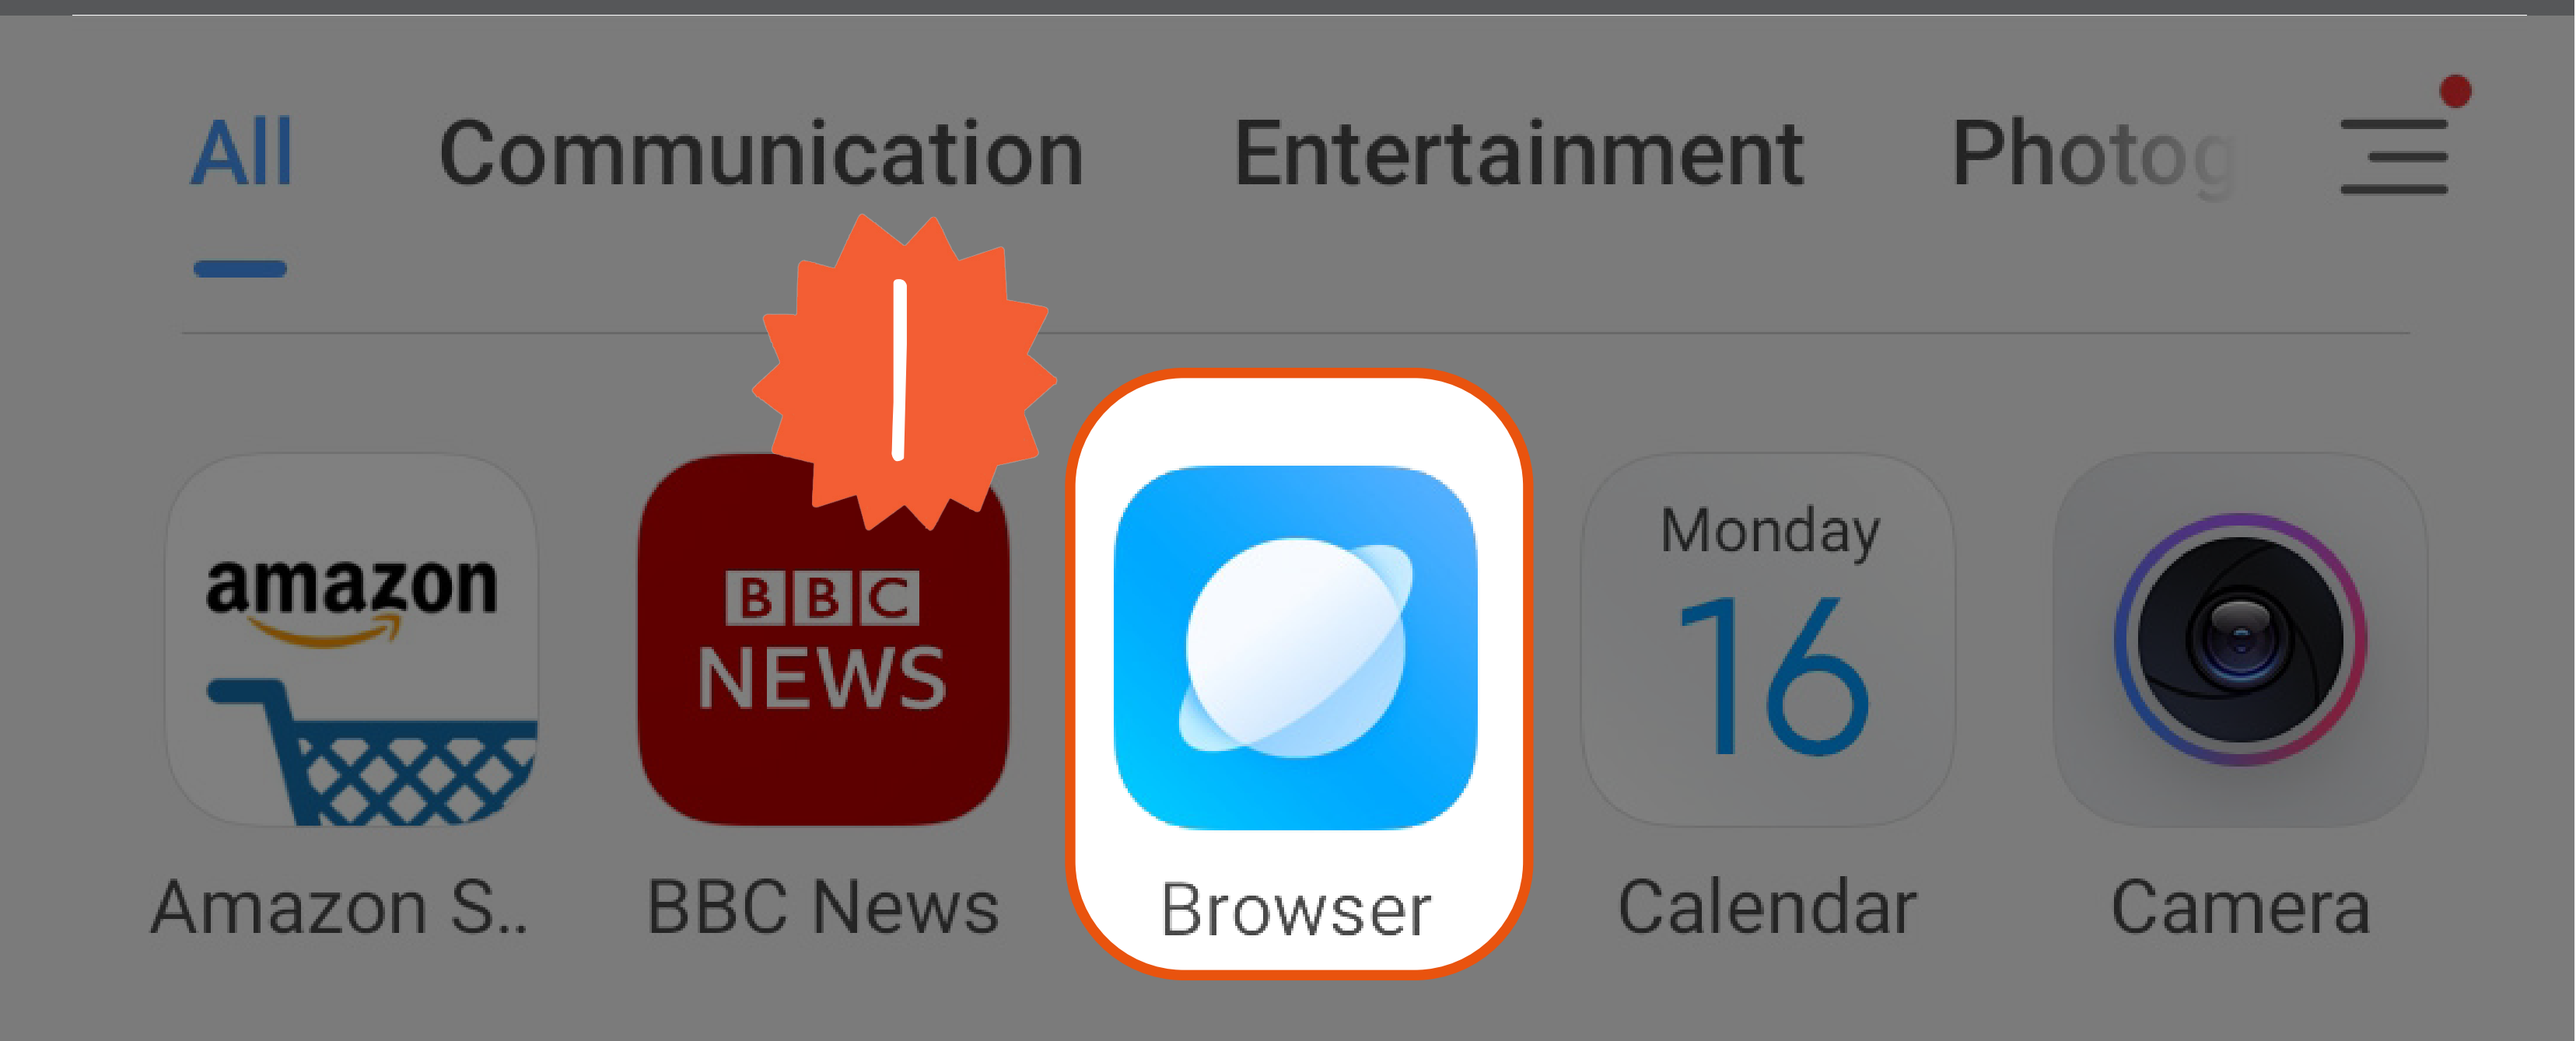 All Communication Entertainment Photog
1
amazon
BBC
NEWS
Monday
16
Amazon S.. BBC News Browser Calendar Camera